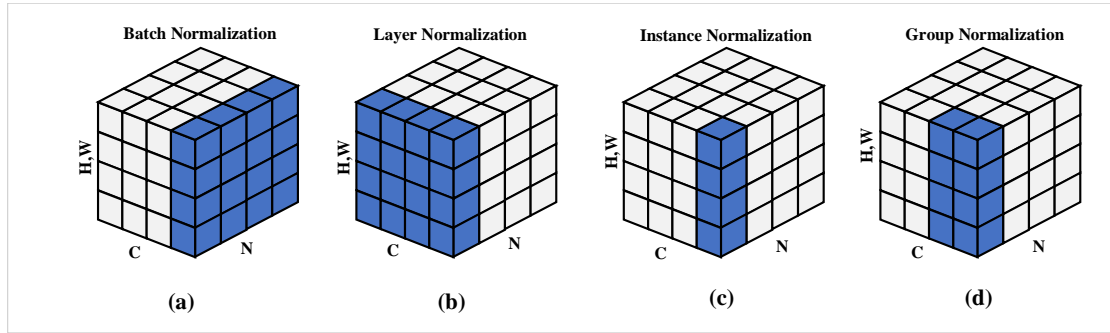 Batch Normalization
Layer Normalization
Instance Normalization
Group Normalization
H,W
C
N
H,W
C
N
H,W
C
N
H,W
C
N
(a)
(b)
(c)
(d)